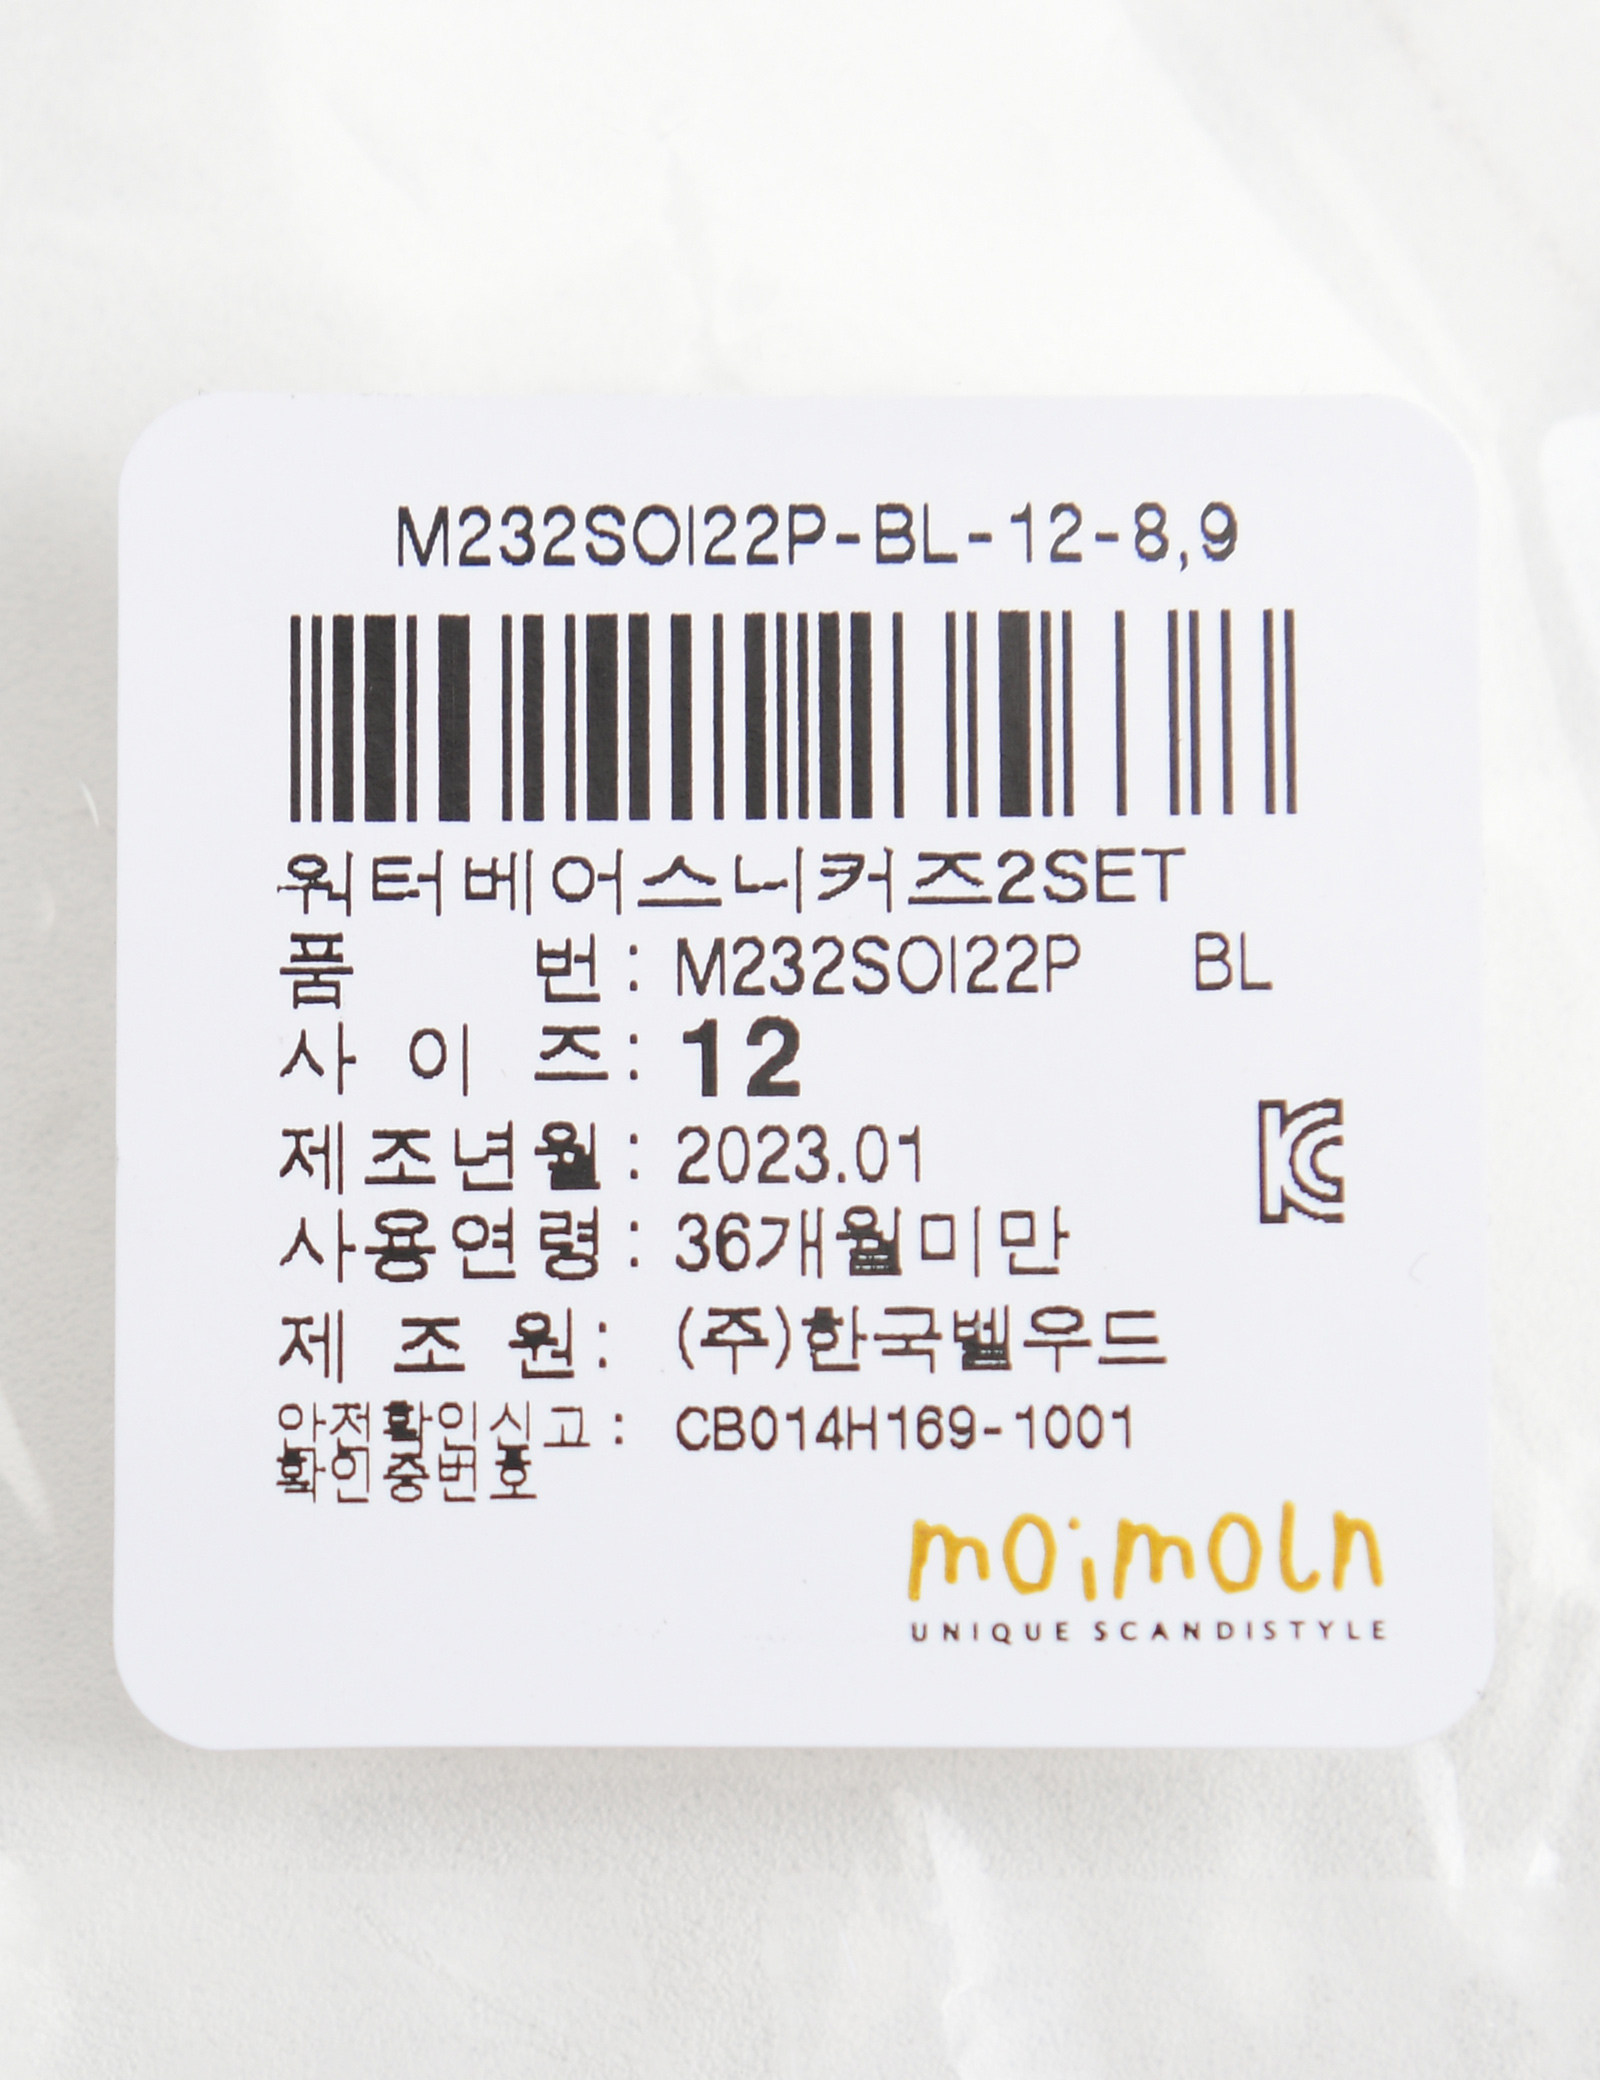 M232SOI22P-BL-12-8,9
워터베어스니커즈2SET
품 번 : M232SOI22P BL
사 이 즈 : 12
제조년월 : 2023.01
사용연령 : 36개월미만
제 조 원 : (주)한국벨우드
안전확인신고 : CB014H169-1001
확인증번호
KC
moimoln
UNIQUE SCANDISTYLE